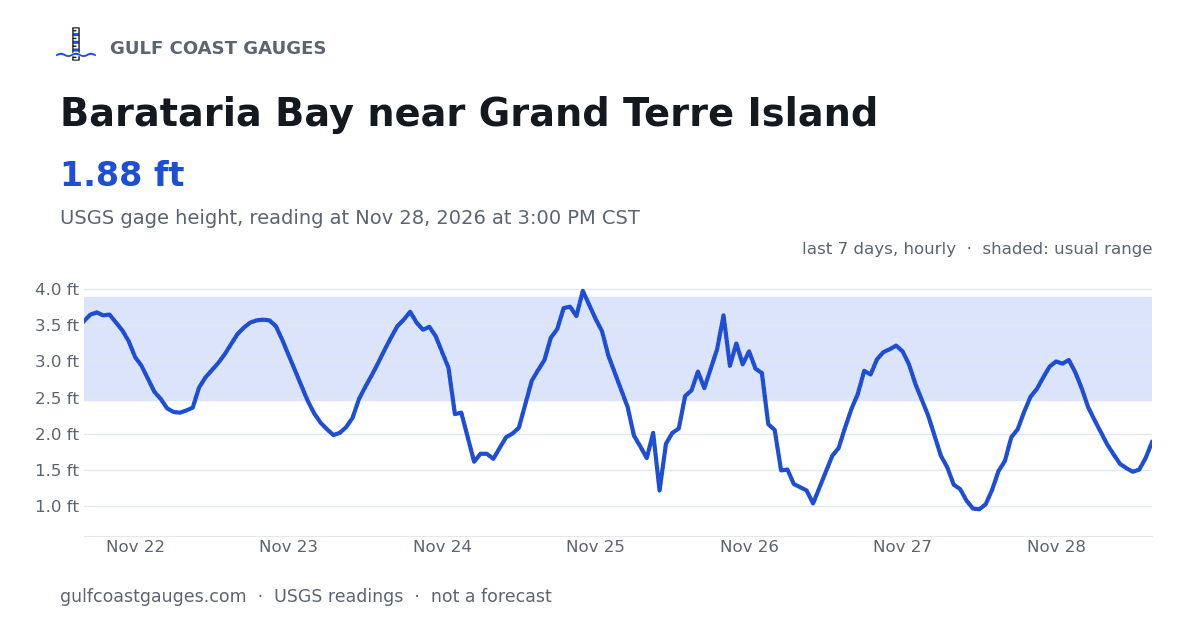 GULF COAST GAUGES
Barataria Bay near Grand Terre Island
1.88 ft
USGS gage height, reading at Nov 28, 2026 at 3:00 PM CST
last 7 days, hourly · shaded: usual range
4.0 ft
3.5 ft
3.0 ft
2.5 ft
2.0 ft
1.5 ft
1.0 ft
Nov 22 Nov 23 Nov 24 Nov 25 Nov 26 Nov 27 Nov 28
gulfcoastgauges.com · USGS readings · not a forecast